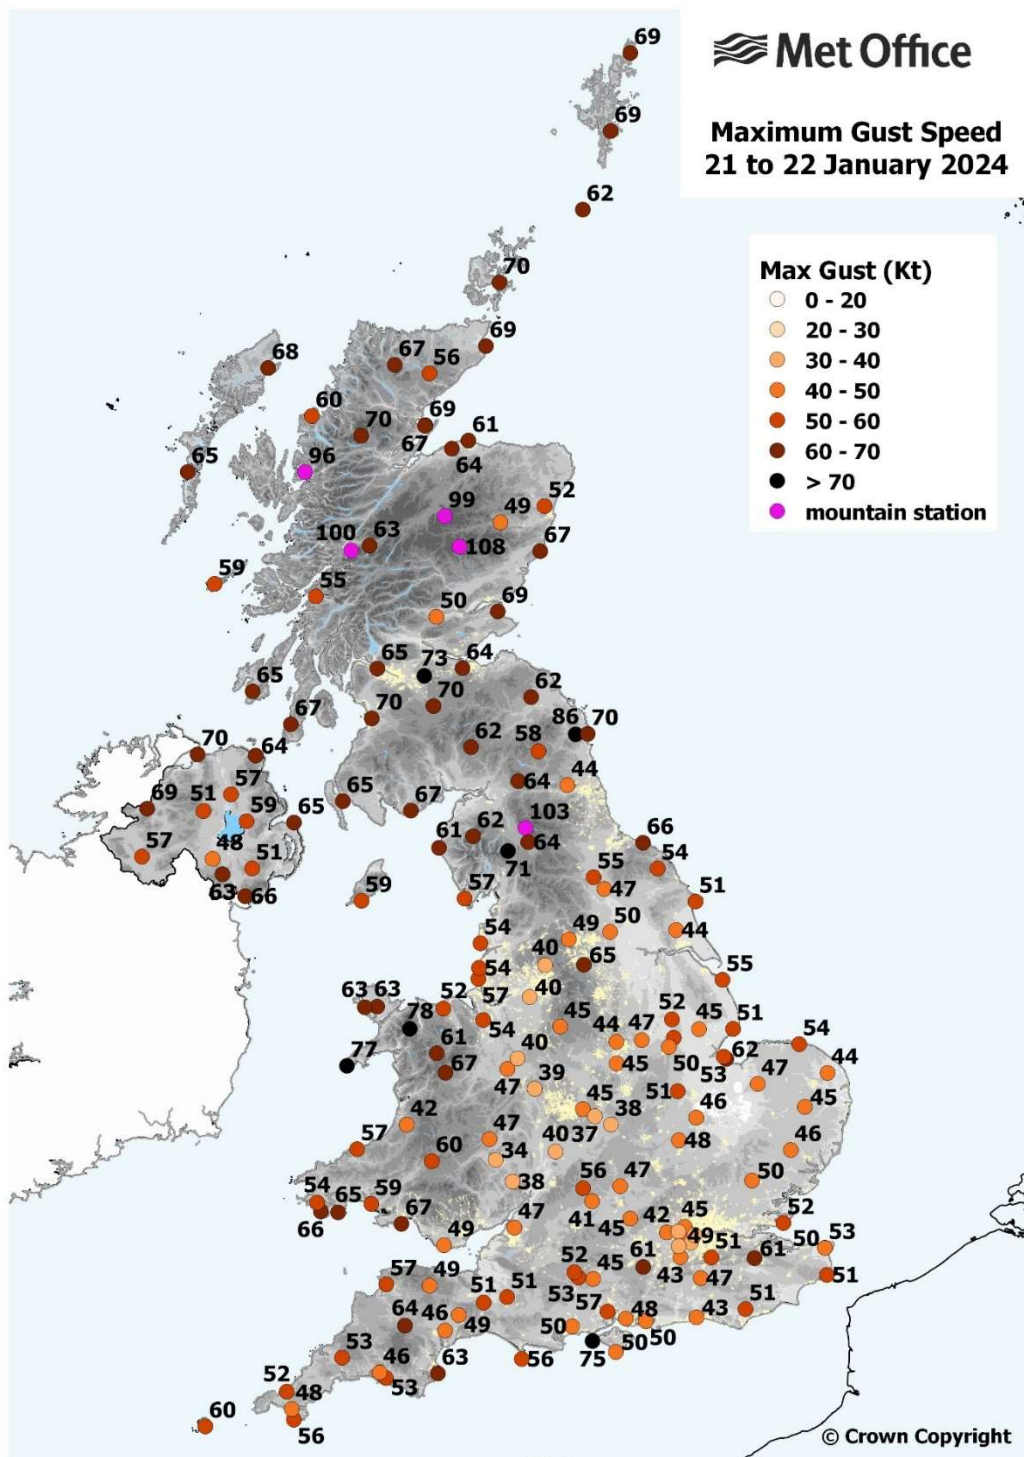 Met Office
Maximum Gust Speed
21 to 22 January 2024
Max Gust (Kt)
0 - 20
20 - 30
30 - 40
40 - 50
50 - 60
60 - 70
> 70
mountain station
69
69
62
70
69
67 56
68
60
70 69
67 61
64
65
96
99 49 52
100 63 108 67
59
55
50 69
65 73 64
65 70 62
67 70 86 70
62 58
70 64
57 64 44
69 51 59 65 65 67
103
57 48 51 61 62 64 66
71 54
63 66 59 57 55 47
51
54 49 50 44
40 65
54 55
57 40
63 63 52 52 45 51
78 54 45 44 47 54
61 40 50 62
77 67 45 53 47 44
47 39 51
45 38 46 45
42 47 37
57 60 40 48 46
34
54 65 59 38 56 47 50
66 67 47 41 52
49 45 42 45 53
49 51 50
61 61
57 49 52 45 43 47 51
51 51 53
64 46 57 48 43 51
49 50 50
53 46 63 56 75
52 53
48
60 56
© Crown Copyright